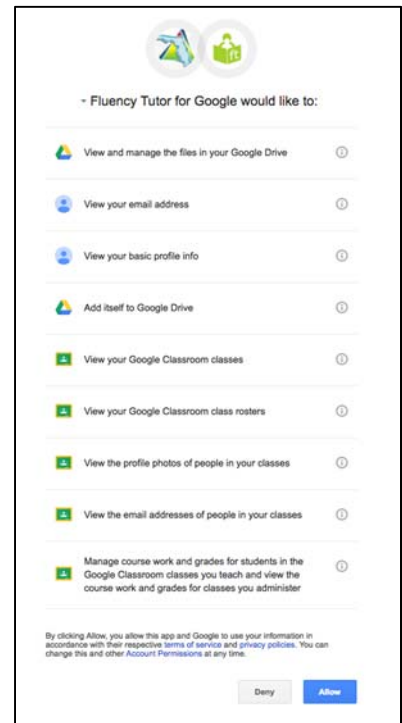 ft
Fluency Tutor for Google would like to:
View and manage the files in your Google Drive
View your email address
View your basic profile info
Add itself to Google Drive
View your Google Classroom classes
View your Google Classroom class rosters
View the profile photos of people in your classes
View the email addresses of people in your classes
Manage course work and grades for students in the
Google Classroom classes you teach and view the
course work and grades for classes you administer
By clicking Allow, you allow this app and Google to use your information in
accordance with their respective terms of service and privacy policies. You can
change this and other Account Permissions at any time.
Deny Allow